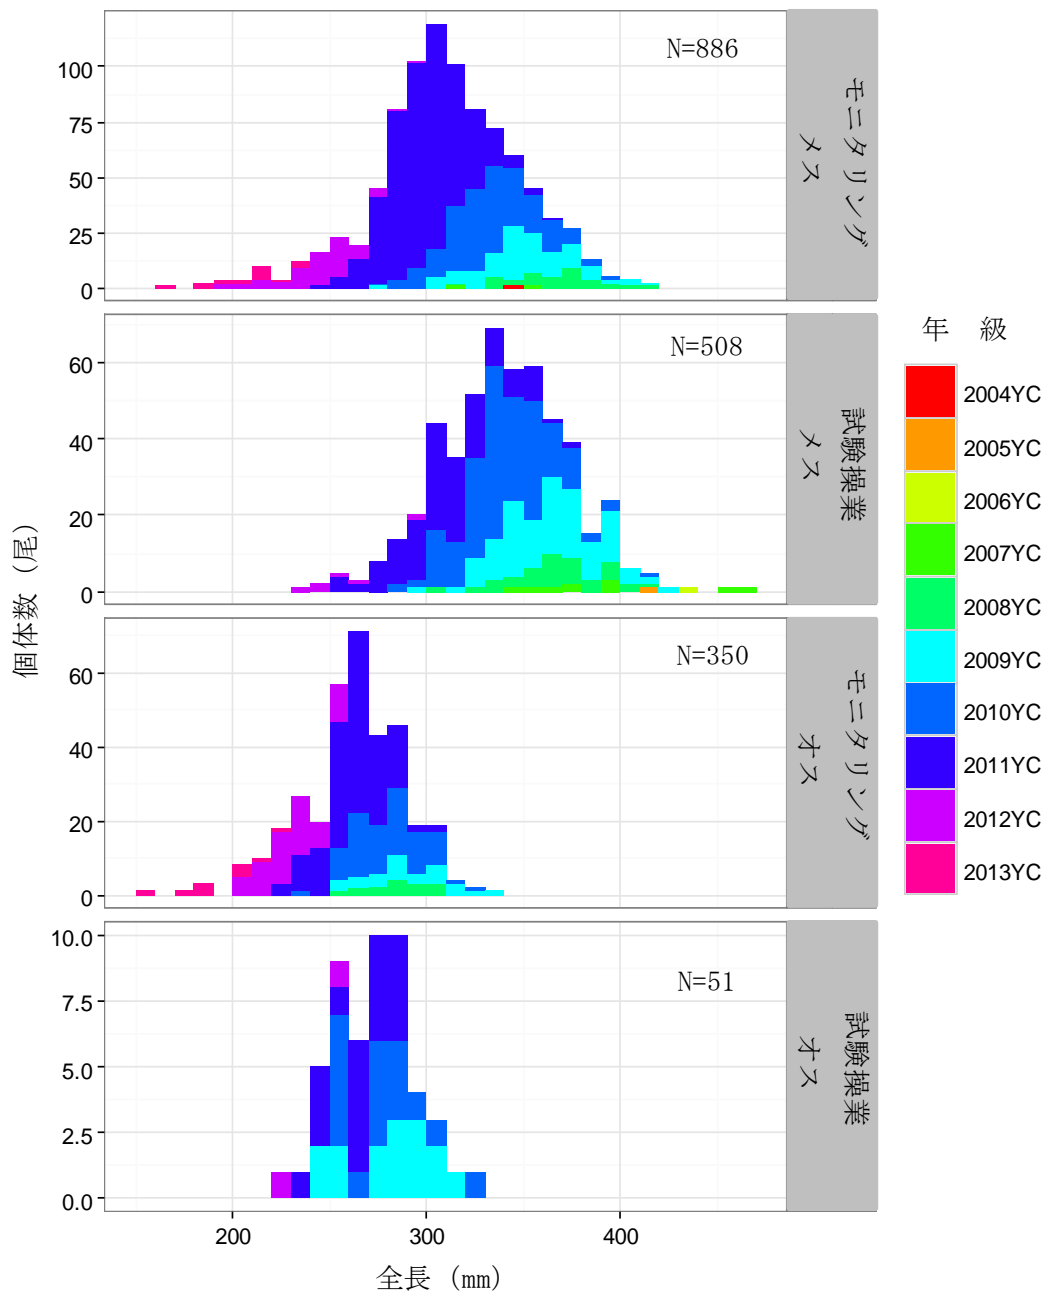 100
75
50
25
0
N=886
モニタリング
メス
60
40
20
0
N=508
試験操業
メス
60
40
20
0
N=350
モニタリング
オス
10.0
7.5
5.0
2.5
0.0
N=51
試験操業
オス
200 300 400
全長 (mm)
個体数 (尾)
年 級
2004YC
2005YC
2006YC
2007YC
2008YC
2009YC
2010YC
2011YC
2012YC
2013YC